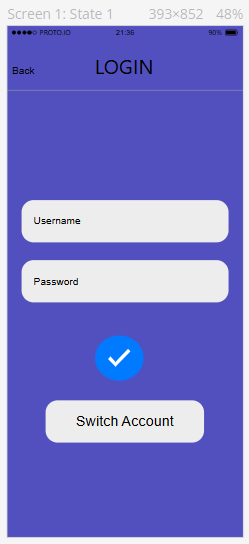 Screen 1: State 1 393×852 48%
PROTO.IO 21:36 90%
Back LOGIN
Username
Password
Switch Account